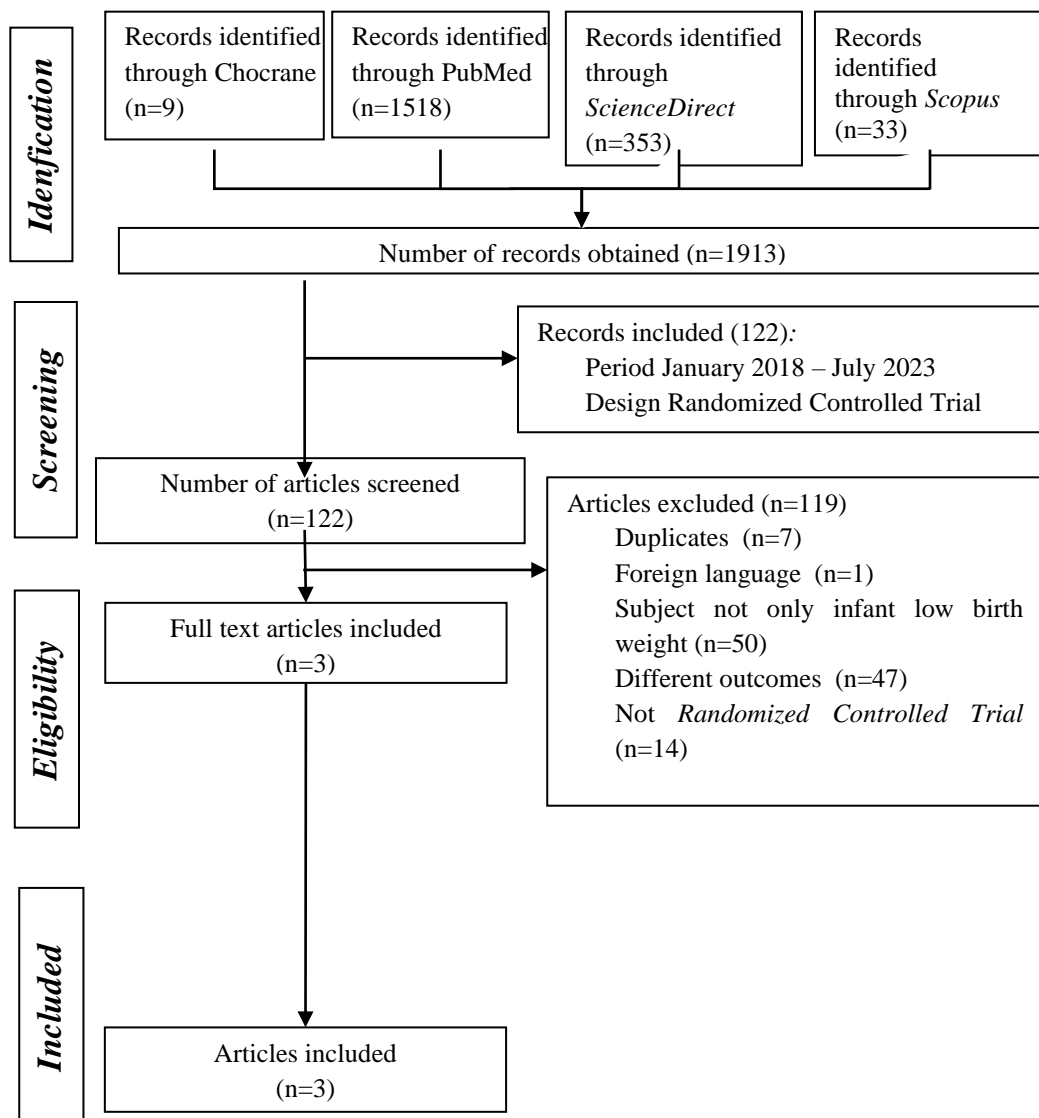 Idenfication
Records identified
through Chocrane
(n=9)
Records identified
through PubMed
(n=1518)
Records identified
through
ScienceDirect
(n=353)
Records
identified
through Scopus
(n=33)
Number of records obtained (n=1913)
Screening
Records included (122):
Period January 2018 – July 2023
Design Randomized Controlled Trial
Number of articles screened
(n=122)
Articles excluded (n=119)
Duplicates (n=7)
Foreign language (n=1)
Subject not only infant low birth
weight (n=50)
Different outcomes (n=47)
Not Randomized Controlled Trial
(n=14)
Eligibility
Full text articles included
(n=3)
Included
Articles included
(n=3)